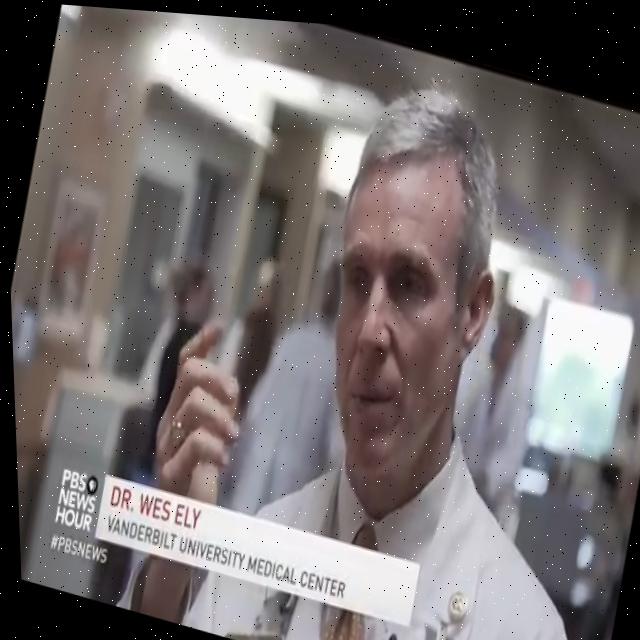 PBS
NEWS
HOUR
#PBSNEWS
DR. WES ELY
VANDERBILT UNIVERSITY MEDICAL CENTER